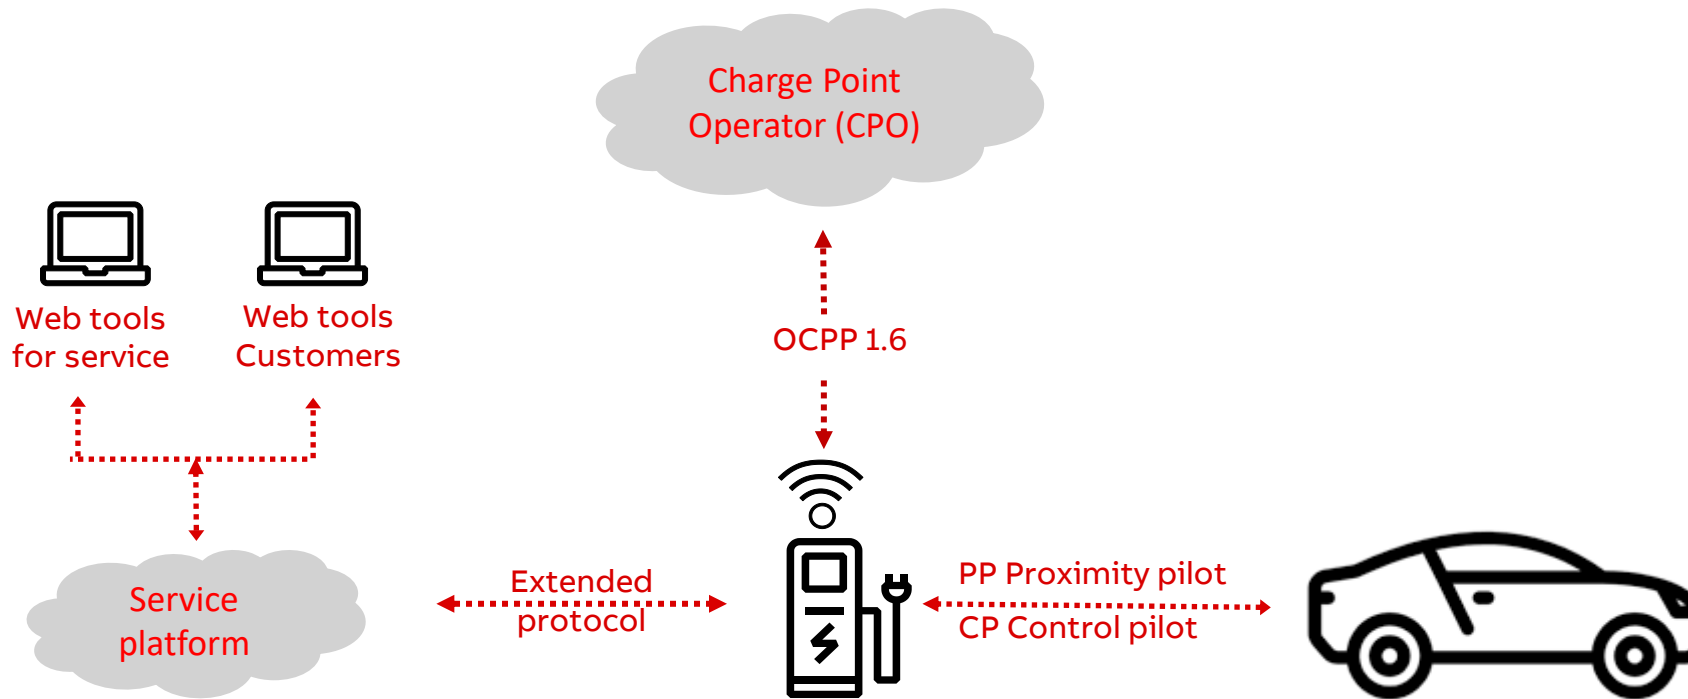 Charge Point
Operator (CPO)
Web tools
for service
Web tools
Customers
OCPP 1.6
Service
platform
Extended
protocol
PP Proximity pilot
CP Control pilot